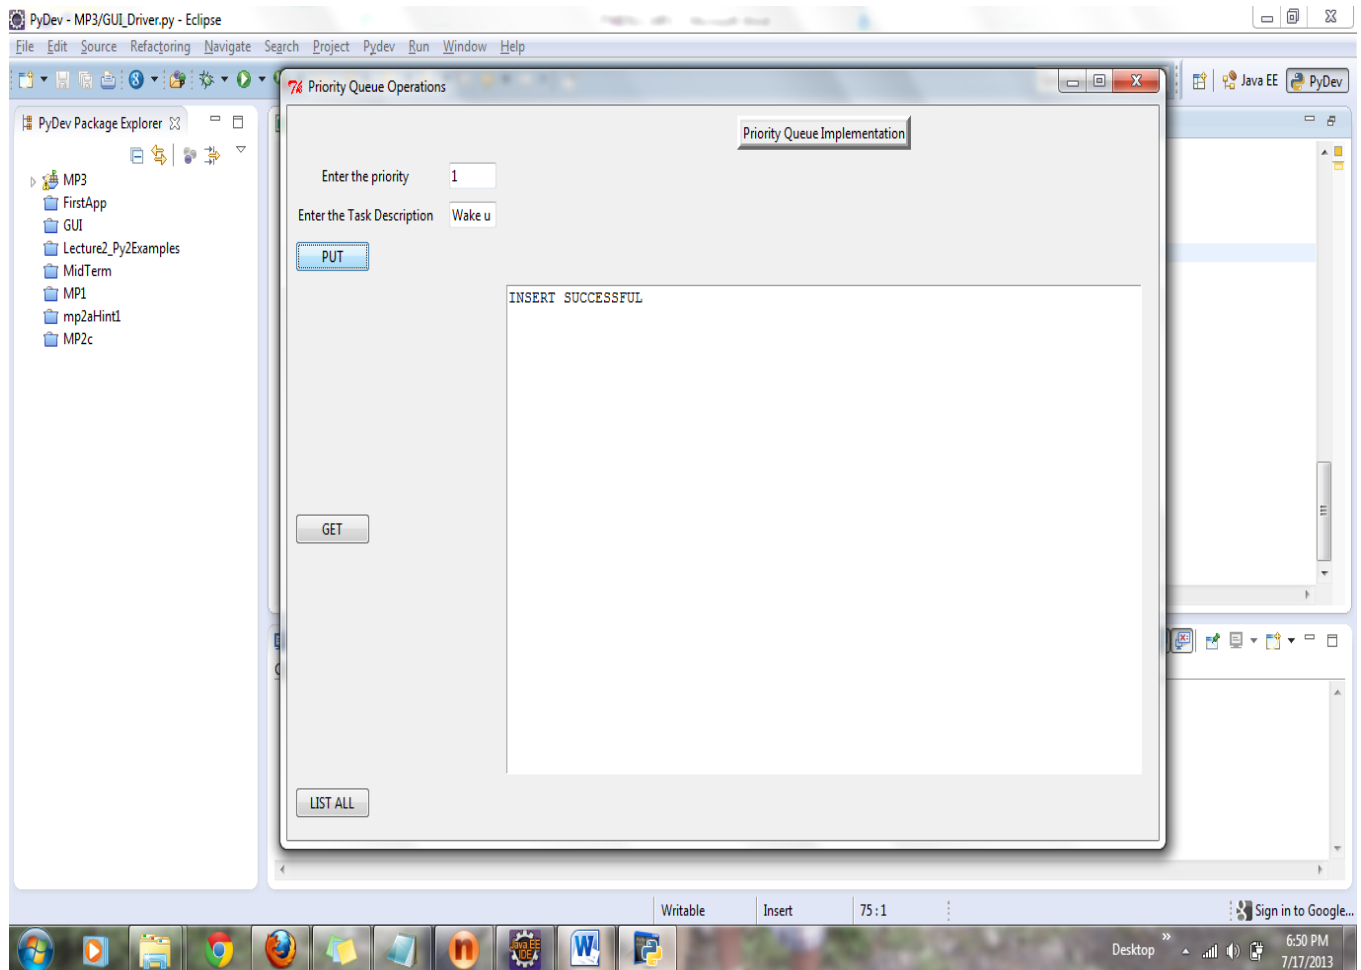 PyDev - MP3/GUI_Driver.py - Eclipse
File Edit Source Refactoring Navigate Search Project Pydev Run Window Help
Priority Queue Operations
Java EE PyDev
PyDev Package Explorer
Priority Queue Implementation
MP3
FirstApp
GUI
Lecture2_Py2Examples
MidTerm
MP1
mp2aHint1
MP2c
Enter the priority 1
Enter the Task Description Wake u
PUT
INSERT SUCCESSFUL
GET
LIST ALL
Writable Insert 75 : 1
Sign in to Google...
Desktop
6:50 PM
7/17/2013